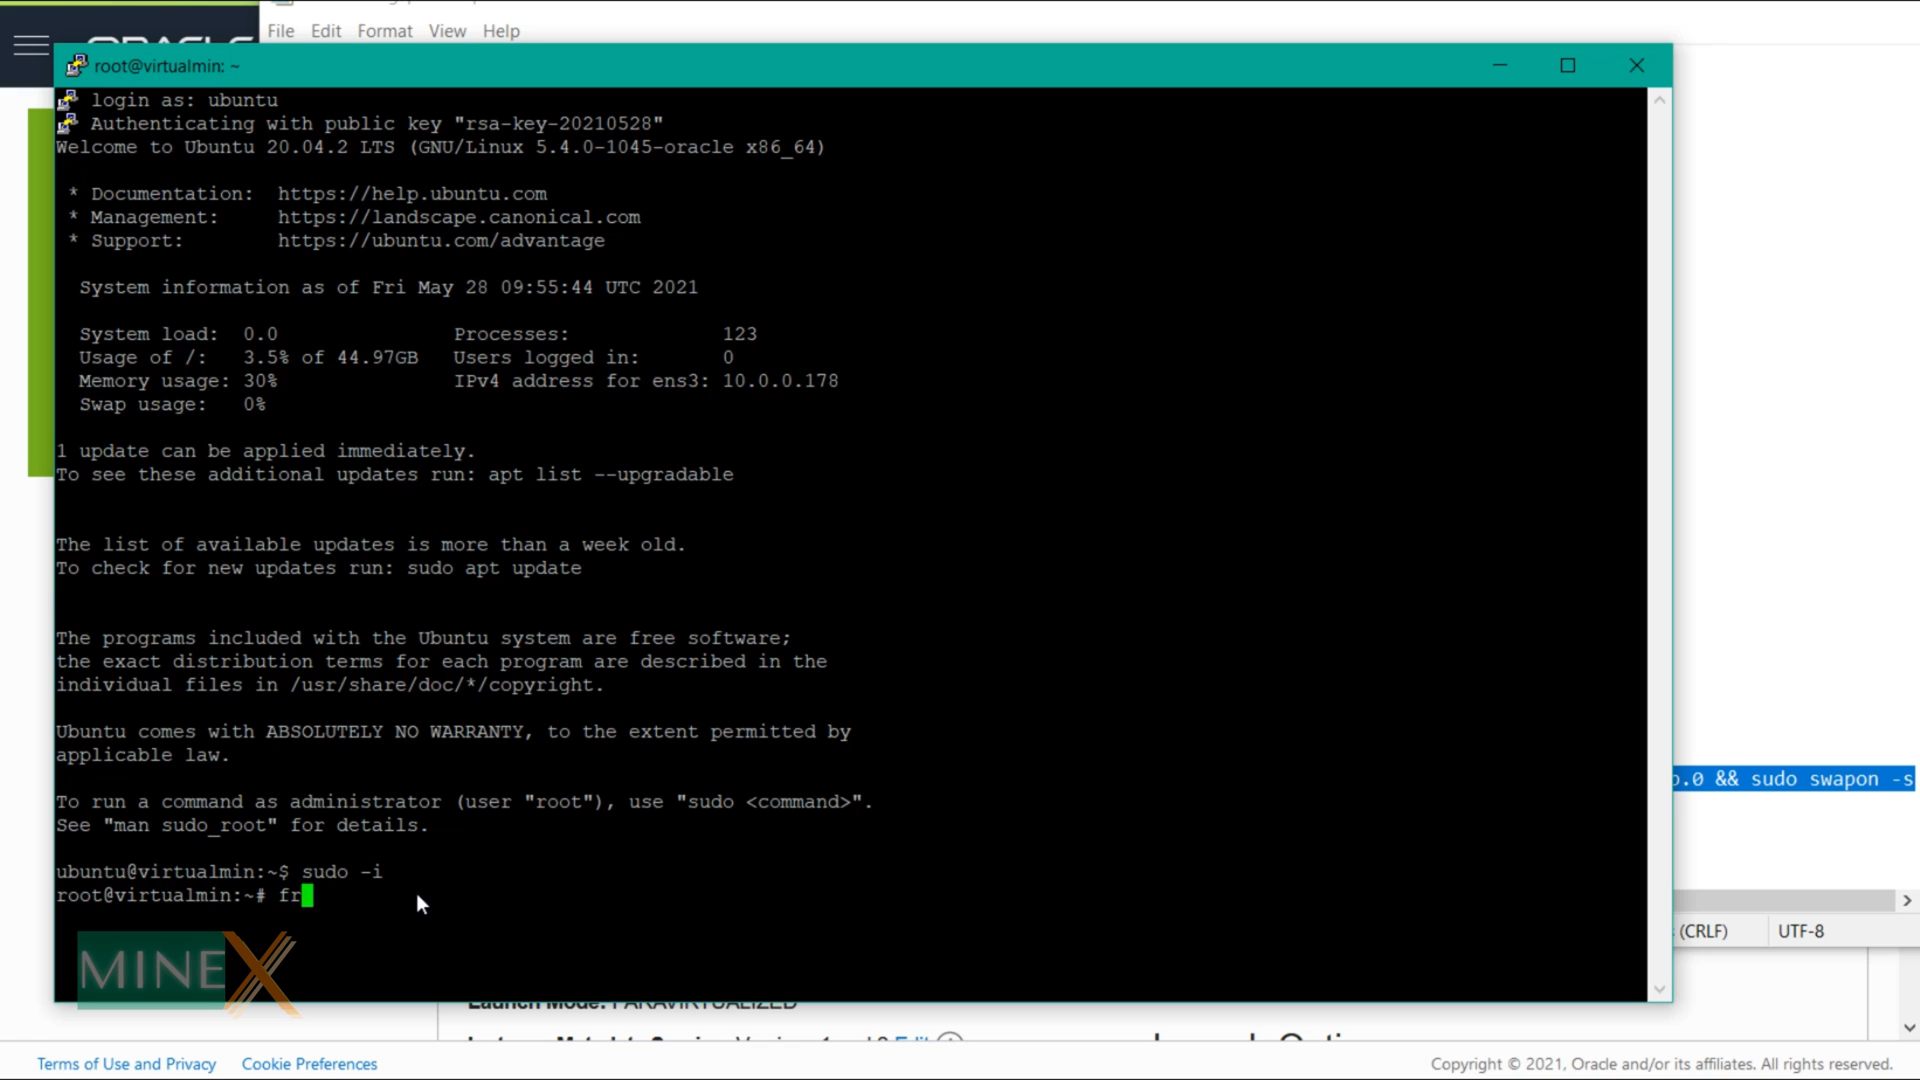 File Edit Format View Help
root@virtualmin: ~
login as: ubuntu
Authenticating with public key "rsa-key-20210528"
Welcome to Ubuntu 20.04.2 LTS (GNU/Linux 5.4.0-1045-oracle x86_64)
* Documentation: https://help.ubuntu.com
* Management: https://landscape.canonical.com
* Support: https://ubuntu.com/advantage
System information as of Fri May 28 09:55:44 UTC 2021
System load: 0.0 Processes: 123
Usage of /: 3.5% of 44.97GB Users logged in: 0
Memory usage: 30% IPv4 address for ens3: 10.0.0.178
Swap usage: 0%
1 update can be applied immediately.
To see these additional updates run: apt list --upgradable
The list of available updates is more than a week old.
To check for new updates run: sudo apt update
The programs included with the Ubuntu system are free software;
the exact distribution terms for each program are described in the
individual files in /usr/share/doc/*/copyright.
Ubuntu comes with ABSOLUTELY NO WARRANTY, to the extent permitted by
applicable law.
.0 && sudo swapon -s
To run a command as administrator (user "root"), use "sudo <command>".
See "man sudo_root" for details.
ubuntu@virtualmin:~$ sudo -i
root@virtualmin:~# fr
(CRLF) UTF-8
MINEX
Launch Mode: PARAVIRTUALIZED
Terms of Use and Privacy Cookie Preferences
Copyright © 2021, Oracle and/or its affiliates. All rights reserved.